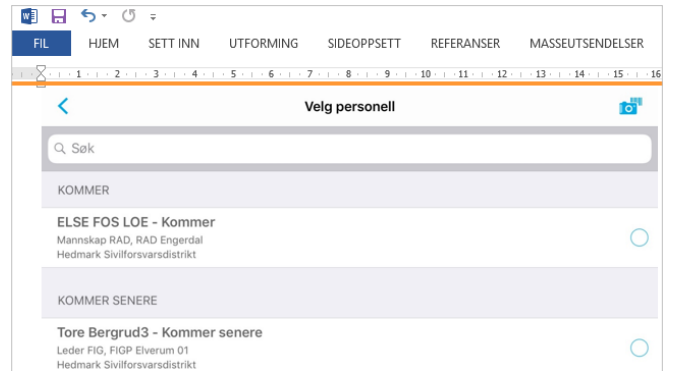 FIL HJEM SETT INN UTFORMING SIDEOPPSETT REFERANSER MASSEUTSENDELSER
1 2 3 4 5 6 7 8 9 10 11 12 13 14 15 16
Velg personell
Søk
KOMMER
ELSE FOS LOE - Kommer
Mannskap RAD, RAD Engerdal
Hedmark Sivilforsvarsdistrikt
KOMMER SENERE
Tore Bergrud3 - Kommer senere
Leder FIG, FIGP Elverum 01
Hedmark Sivilforsvarsdistrikt